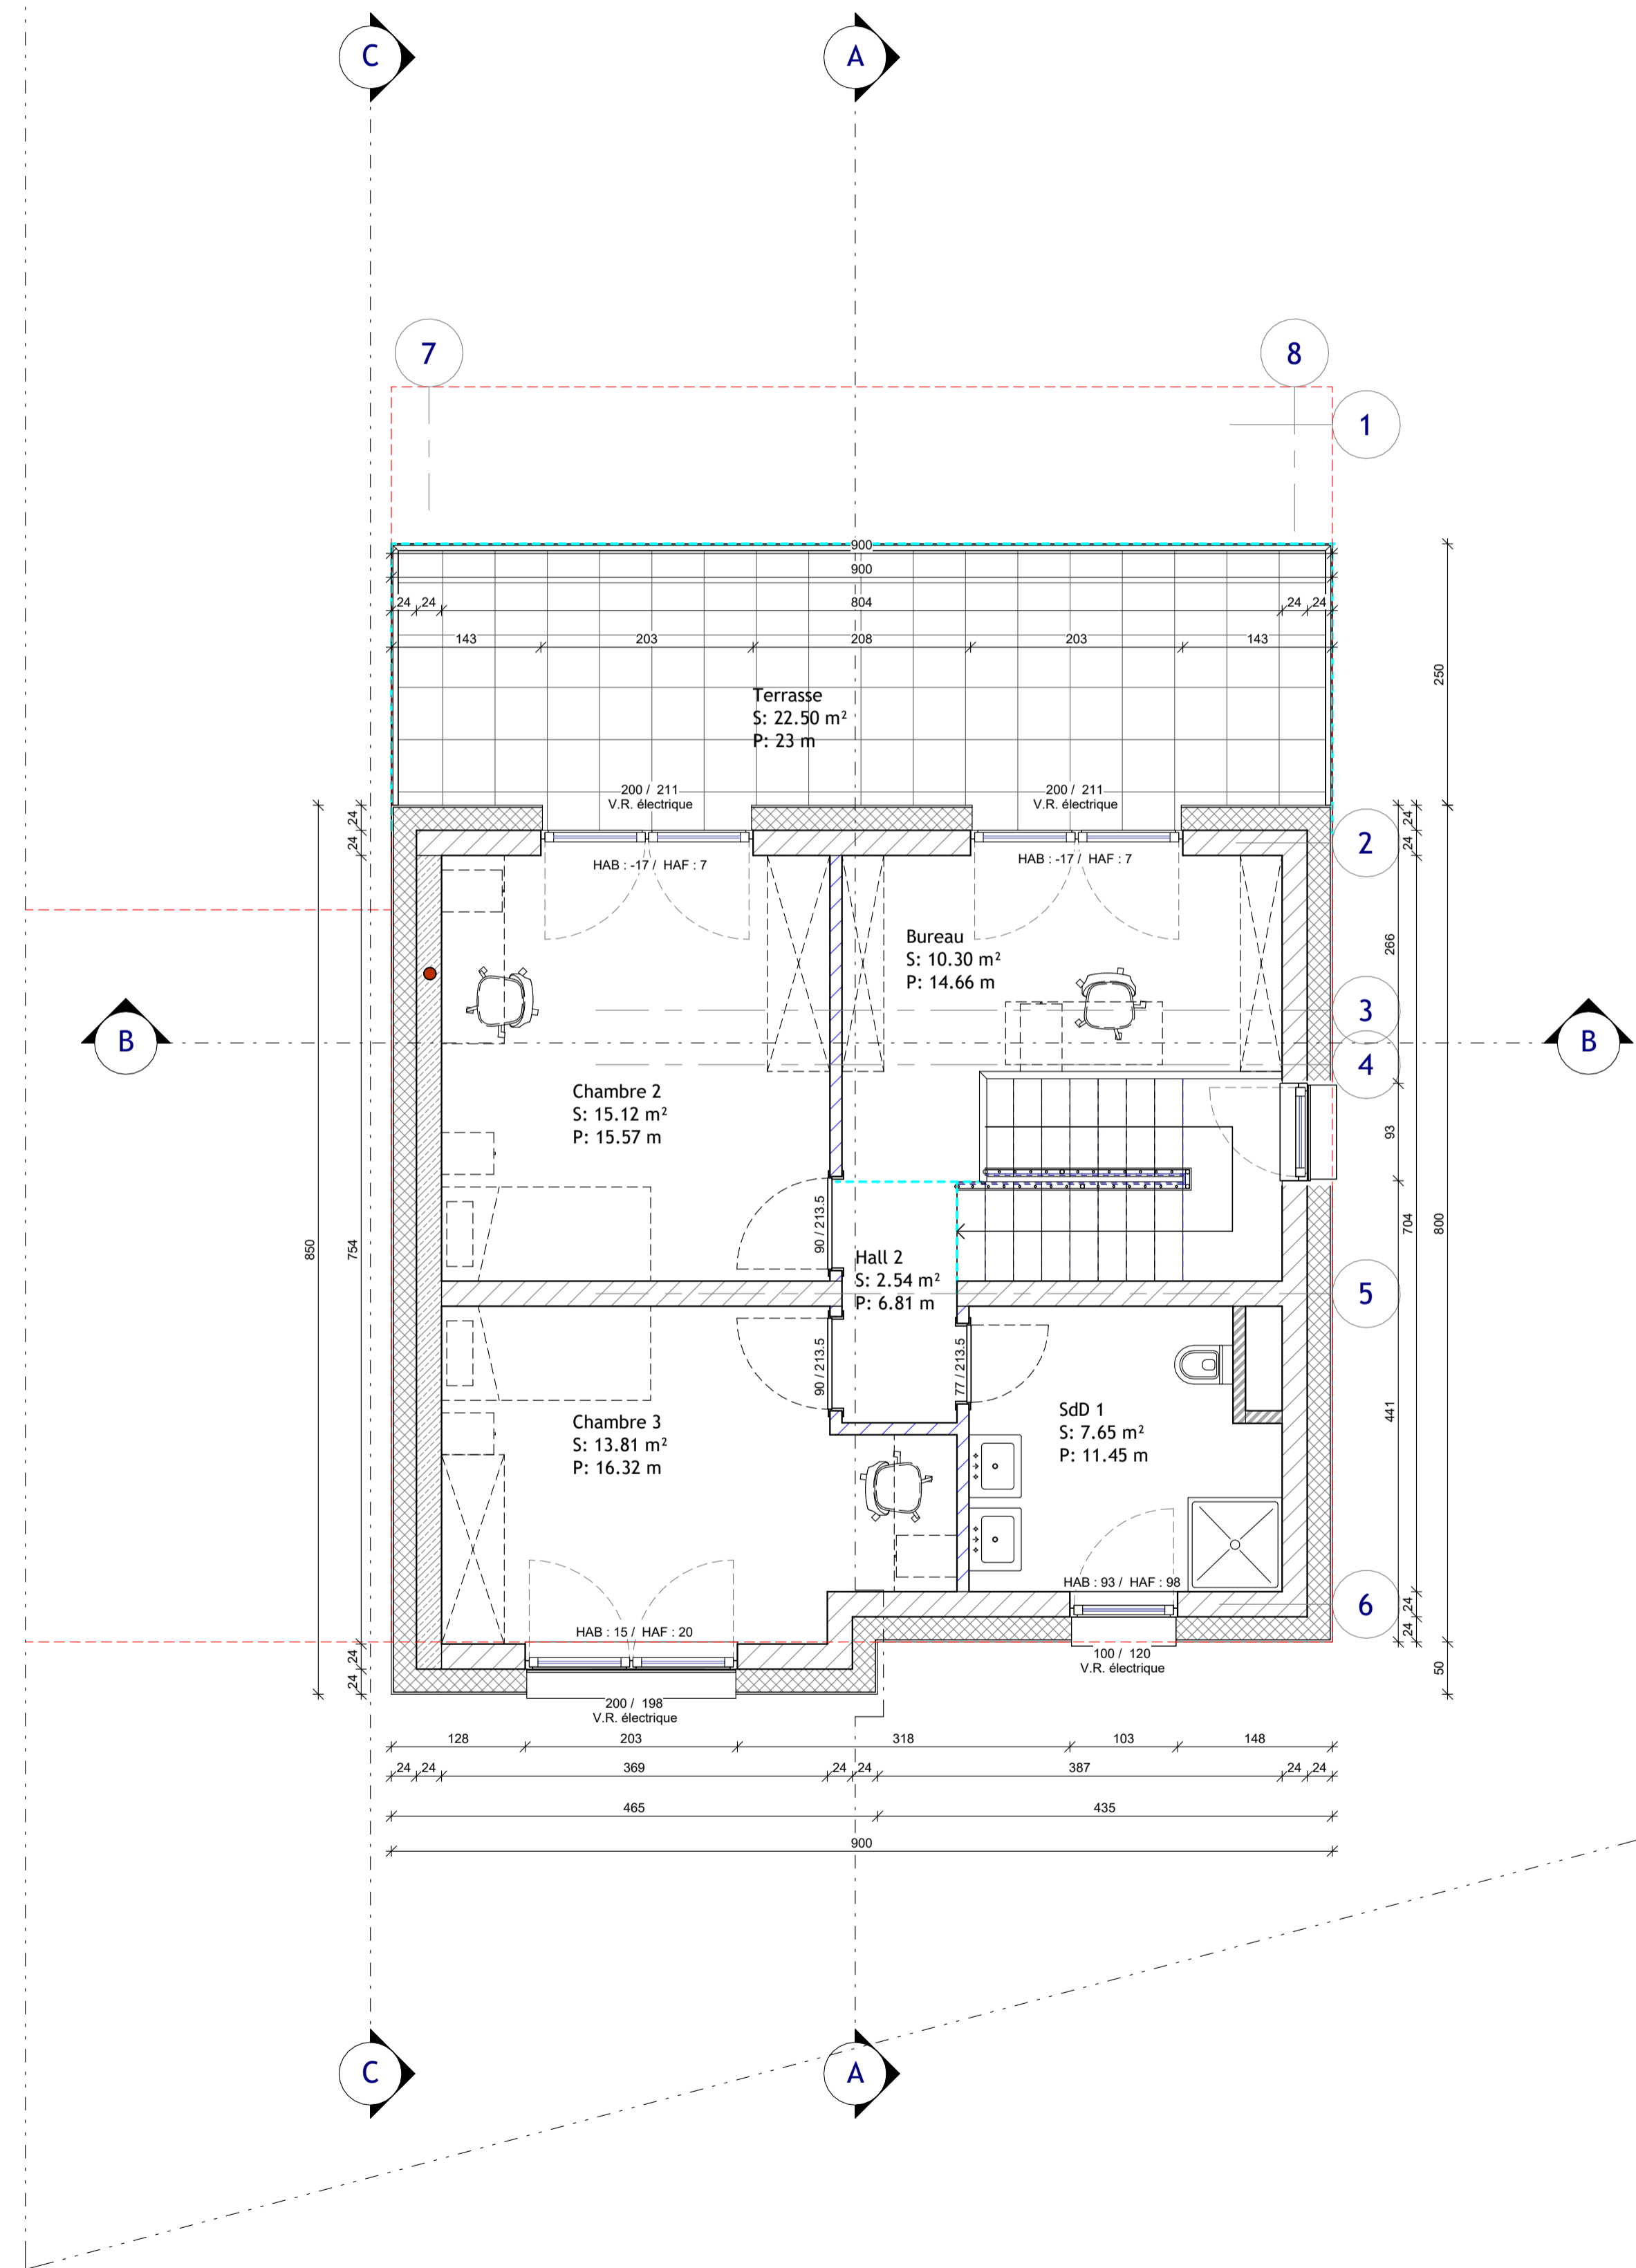 C
A
7
8
1
900
900
24
24
804
24
24
143
203
208
203
143
250
Terrasse
S: 22.50 m²
P: 23 m
200 / 211
V.R. électrique
200 / 211
V.R. électrique
24
24
24
24
2
HAB : -17 / HAF : 7
HAB : -17 / HAF : 7
Bureau
S: 10.30 m²
P: 14.66 m
266
3
B
B
4
Chambre 2
S: 15.12 m²
P: 15.57 m
93
90 / 213.5
850
754
704
800
Hall 2
S: 2.54 m²
P: 6.81 m
5
90 / 213.5
77 / 213.5
441
SdD 1
S: 7.65 m²
P: 11.45 m
Chambre 3
S: 13.81 m²
P: 16.32 m
HAB : 93 / HAF : 98
6
24
24
HAB : 15 / HAF : 20
100 / 120
V.R. électrique
24
24
50
200 / 198
V.R. électrique
128
203
318
103
148
24
24
369
24
24
387
24
24
465
435
900
C
A